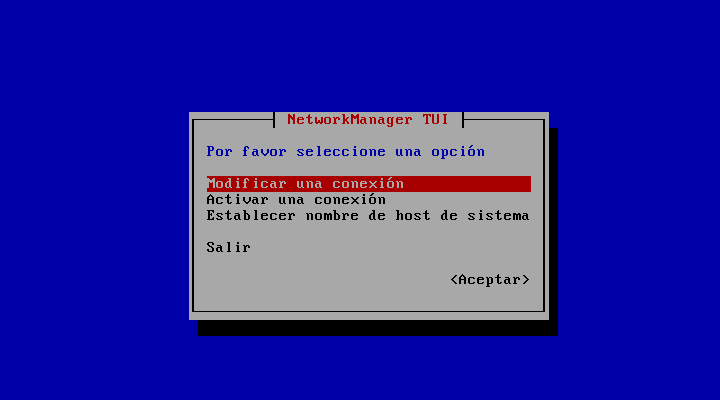 NetworkManager TUI
Por favor seleccione una opción
Modificar una conexión
Activar una conexión
Establecer nombre de host de sistema
Salir
<Aceptar>